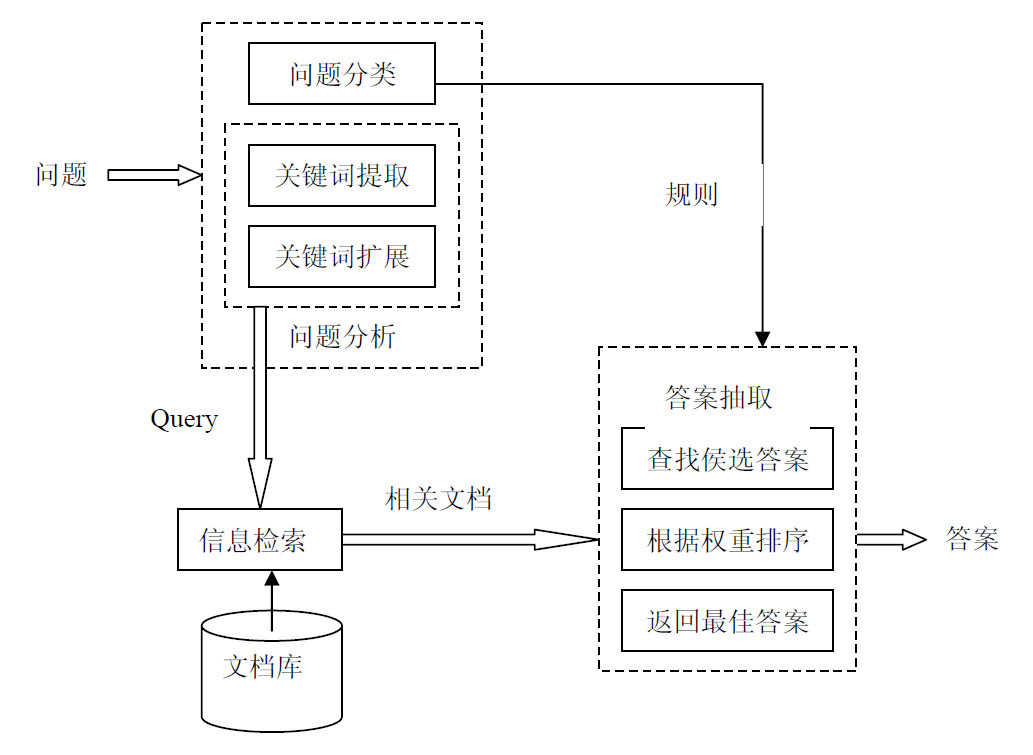 问题分类
问题
关键词提取
规则
关键词扩展
问题分析
答案抽取
Query
查找侯选答案
相关文档
信息检索
根据权重排序
答案
返回最佳答案
文档库